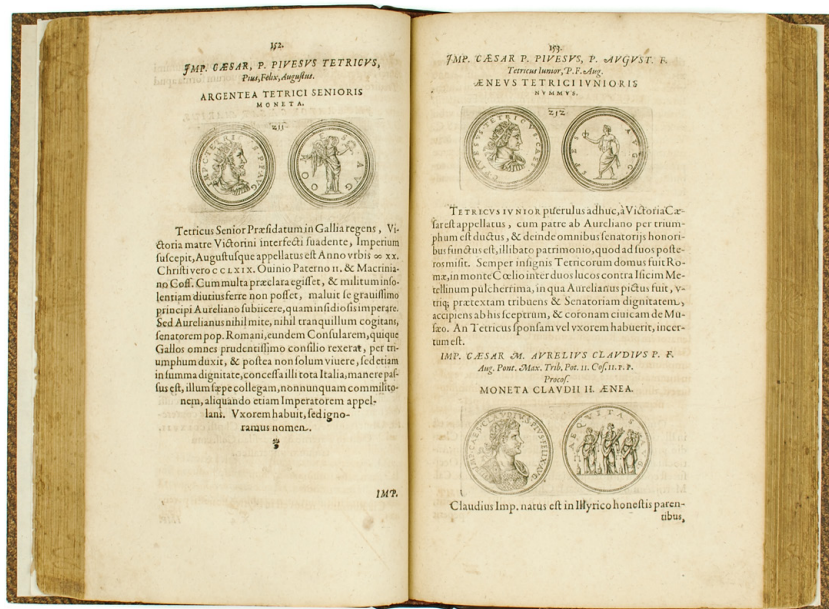 152.
IMP. CÆSAR, P. PIVESVS TETRICVS,
Pius, Felix, Augustus.
ARGENTEA TETRICI SENIORIS
MONETA.
211
Tetricus Senior Præsidatum in Gallia regens, Vi-
ctoria matre Victorini interfecti suadente, Imperium
suscepit, Augustusque appellatus est Anno vrbis ∞ XX.
Christi vero CCLXIX. Ouinio Paterno II. & Macrinia-
no Coss. Cum multa præclara egisset, & militum inso-
lentiam diutius ferre non posset, maluit se grauissimo
principi Aureliano subiicere, quam insidiosis imperare.
Sed Aurelianus nihil mite, nihil tranquillum cogitans,
senatorem pop. Romani, eundem Consularem, quique
Gallos omnes prudentissimo consilio rexerat, per tri-
umphum duxit, & postea non solum viuere, sed etiam
in summa dignitate, concessa illi tota Italia, manere pas-
sus est, illum sæpe collegam, nonnunquam commilito-
nem, aliquando etiam Imperatorem appel-
lani. Vxorem habuit, sed igno-
ramus nomen.
IMP.
153.
IMP. CÆSAR P. PIVESVS, P. AVGVST. F.
Tetricus Iunior, P. F. Aug.
ÆNEVS TETRICI IVNIORIS
NVMMVS.
212
SPES AVGG
TETRICVS IVNIOR puerulus adhuc, à Victoria Cæ-
sar est appellatus, cum patre ab Aureliano per trium-
phum est ductus, & deinde omnibus senatorijs honori-
bus functus est, illibato patrimonio, quod ad suos poste-
ros misit. Semper insignis Tetricorum domus fuit Ro-
mæ, in monte Cœlio inter duos lucos contra Isicim Me-
tellinum pulcherrima, in qua Aurelianus pictus fuit, v-
triq; prætextam tribuens & Senatoriam dignitatem,
accipiens ab his sceptrum, & coronam ciuicam de Mu-
sæo. An Tetricus sponsam vel vxorem habuerit, incer-
tum est.
IMP. CÆSAR M. AVRELIVS CLAVDIVS P. F.
Aug. Pont. Max. Trib. Pot. II. Cos. II. P. P.
Procos.
MONETA CLAVDII II. ÆNEA.
Claudius Imp. natus est in Illyrico honestis paren-
tibus,